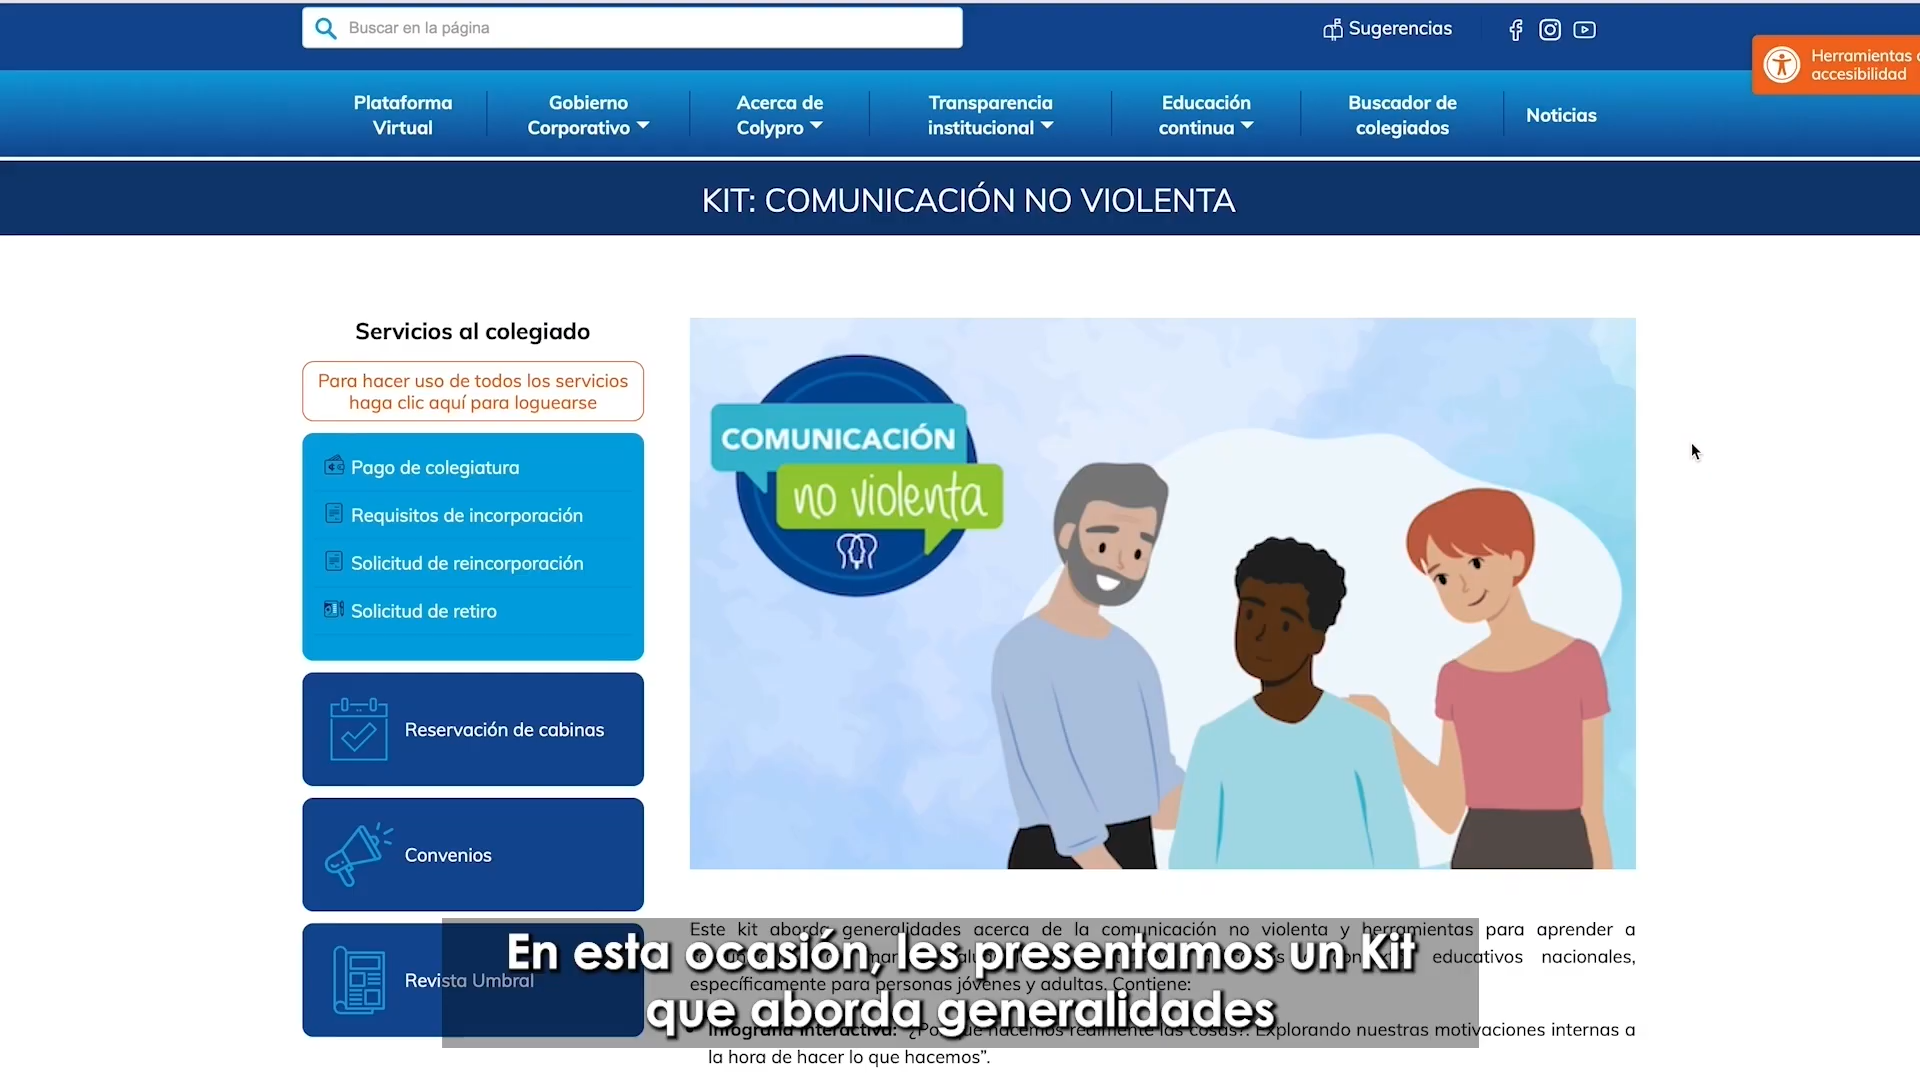 Buscar en la página
Sugerencias
Herramientas
accesibilidad
Plataforma
Virtual
Gobierno
Corporativo
Acerca de
Colypro
Transparencia
institucional
Educación
continua
Buscador de
colegiados
Noticias
KIT: COMUNICACIÓN NO VIOLENTA
Servicios al colegiado
Para hacer uso de todos los servicios
haga clic aquí para loguearse
Pago de colegiatura
Requisitos de incorporación
Solicitud de reincorporación
Solicitud de retiro
Reservación de cabinas
Convenios
Revista Umbral
COMUNICACIÓN
no violenta
Este kit aborda generalidades acerca de la comunicación no violenta y herramientas para aprender a
educativos nacionales,
específicamente para personas jóvenes y adultas. Contiene:
Infografía interactiva: realmente las cosas?: Explorando nuestras motivaciones internas a
la hora de hacer lo que hacemos”.
En esta ocasión, les presentamos un Kit
que aborda generalidades